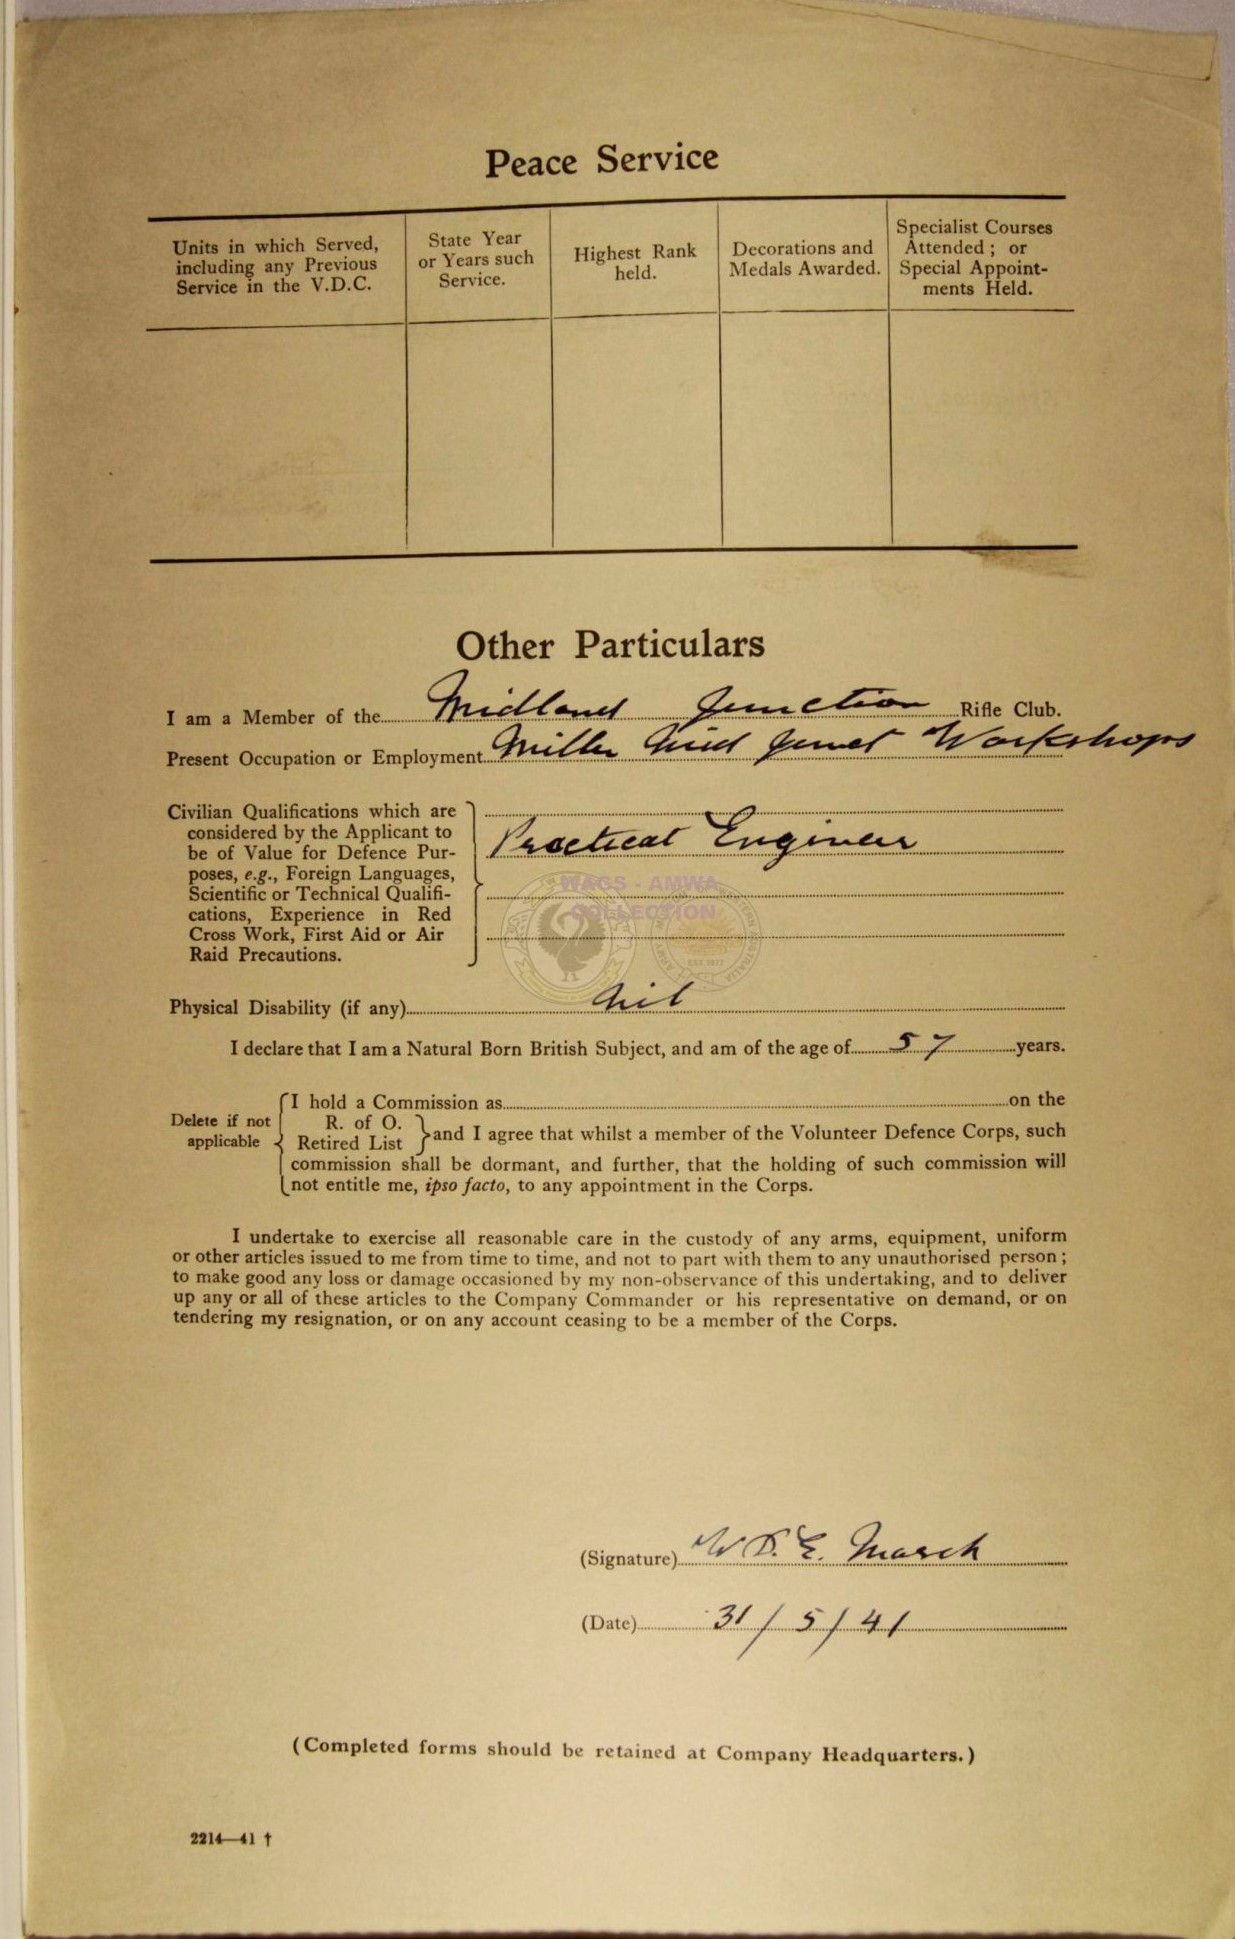 Peace Service
Units in which Served, including any Previous Service in the V.D.C.
State Year or Years such Service.
Highest Rank held.
Decorations and Medals Awarded.
Specialist Courses Attended ; or Special Appoint-ments Held.
Other Particulars
I am a Member of the Midland Junction Rifle Club.
Present Occupation or Employment Miller Mid Junct Workshops
Civilian Qualifications which are
considered by the Applicant to
be of Value for Defence Pur-
poses, e.g., Foreign Languages,
Scientific or Technical Qualifi-
cations, Experience in Red
Cross Work, First Aid or Air
Raid Precautions.
Practical Engineer
WAGS - AMWA
COLLECTION
Physical Disability (if any) Nil
I declare that I am a Natural Born British Subject, and am of the age of 57 years.
Delete if not applicable
I hold a Commission as on the
R. of O.
Retired List
and I agree that whilst a member of the Volunteer Defence Corps, such
commission shall be dormant, and further, that the holding of such commission will
not entitle me, ipso facto, to any appointment in the Corps.
I undertake to exercise all reasonable care in the custody of any arms, equipment, uniform
or other articles issued to me from time to time, and not to part with them to any unauthorised person ;
to make good any loss or damage occasioned by my non-observance of this undertaking, and to deliver
up any or all of these articles to the Company Commander or his representative on demand, or on
tendering my resignation, or on any account ceasing to be a member of the Corps.
(Signature) W D. E. March
(Date) 31/5/41
(Completed forms should be retained at Company Headquarters.)
2214—41 †